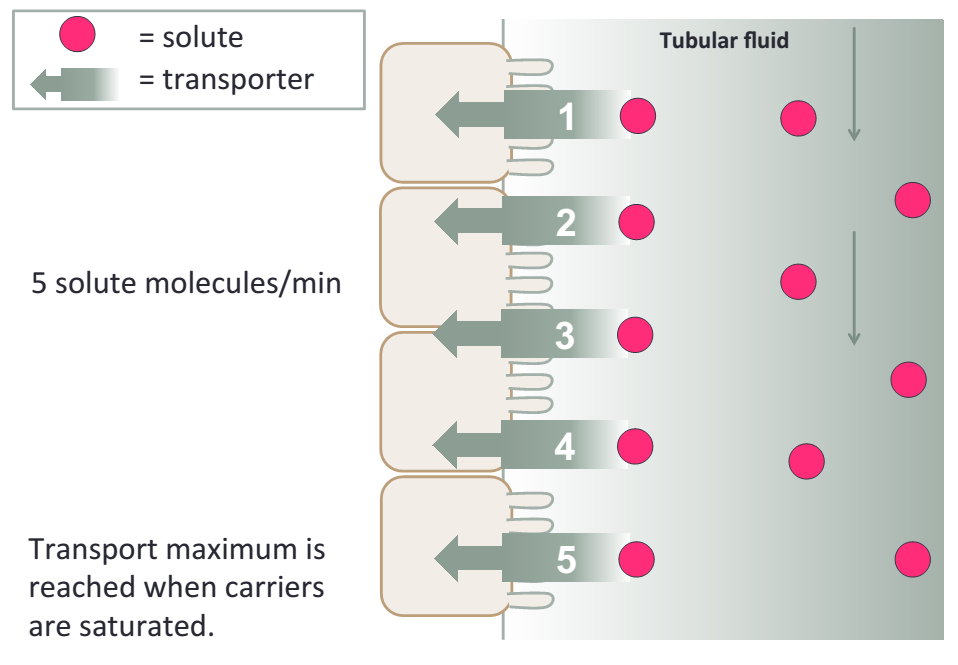 = solute
= transporter
Tubular fluid
1
2
5 solute molecules/min
3
4
5
Transport maximum is
reached when carriers
are saturated.